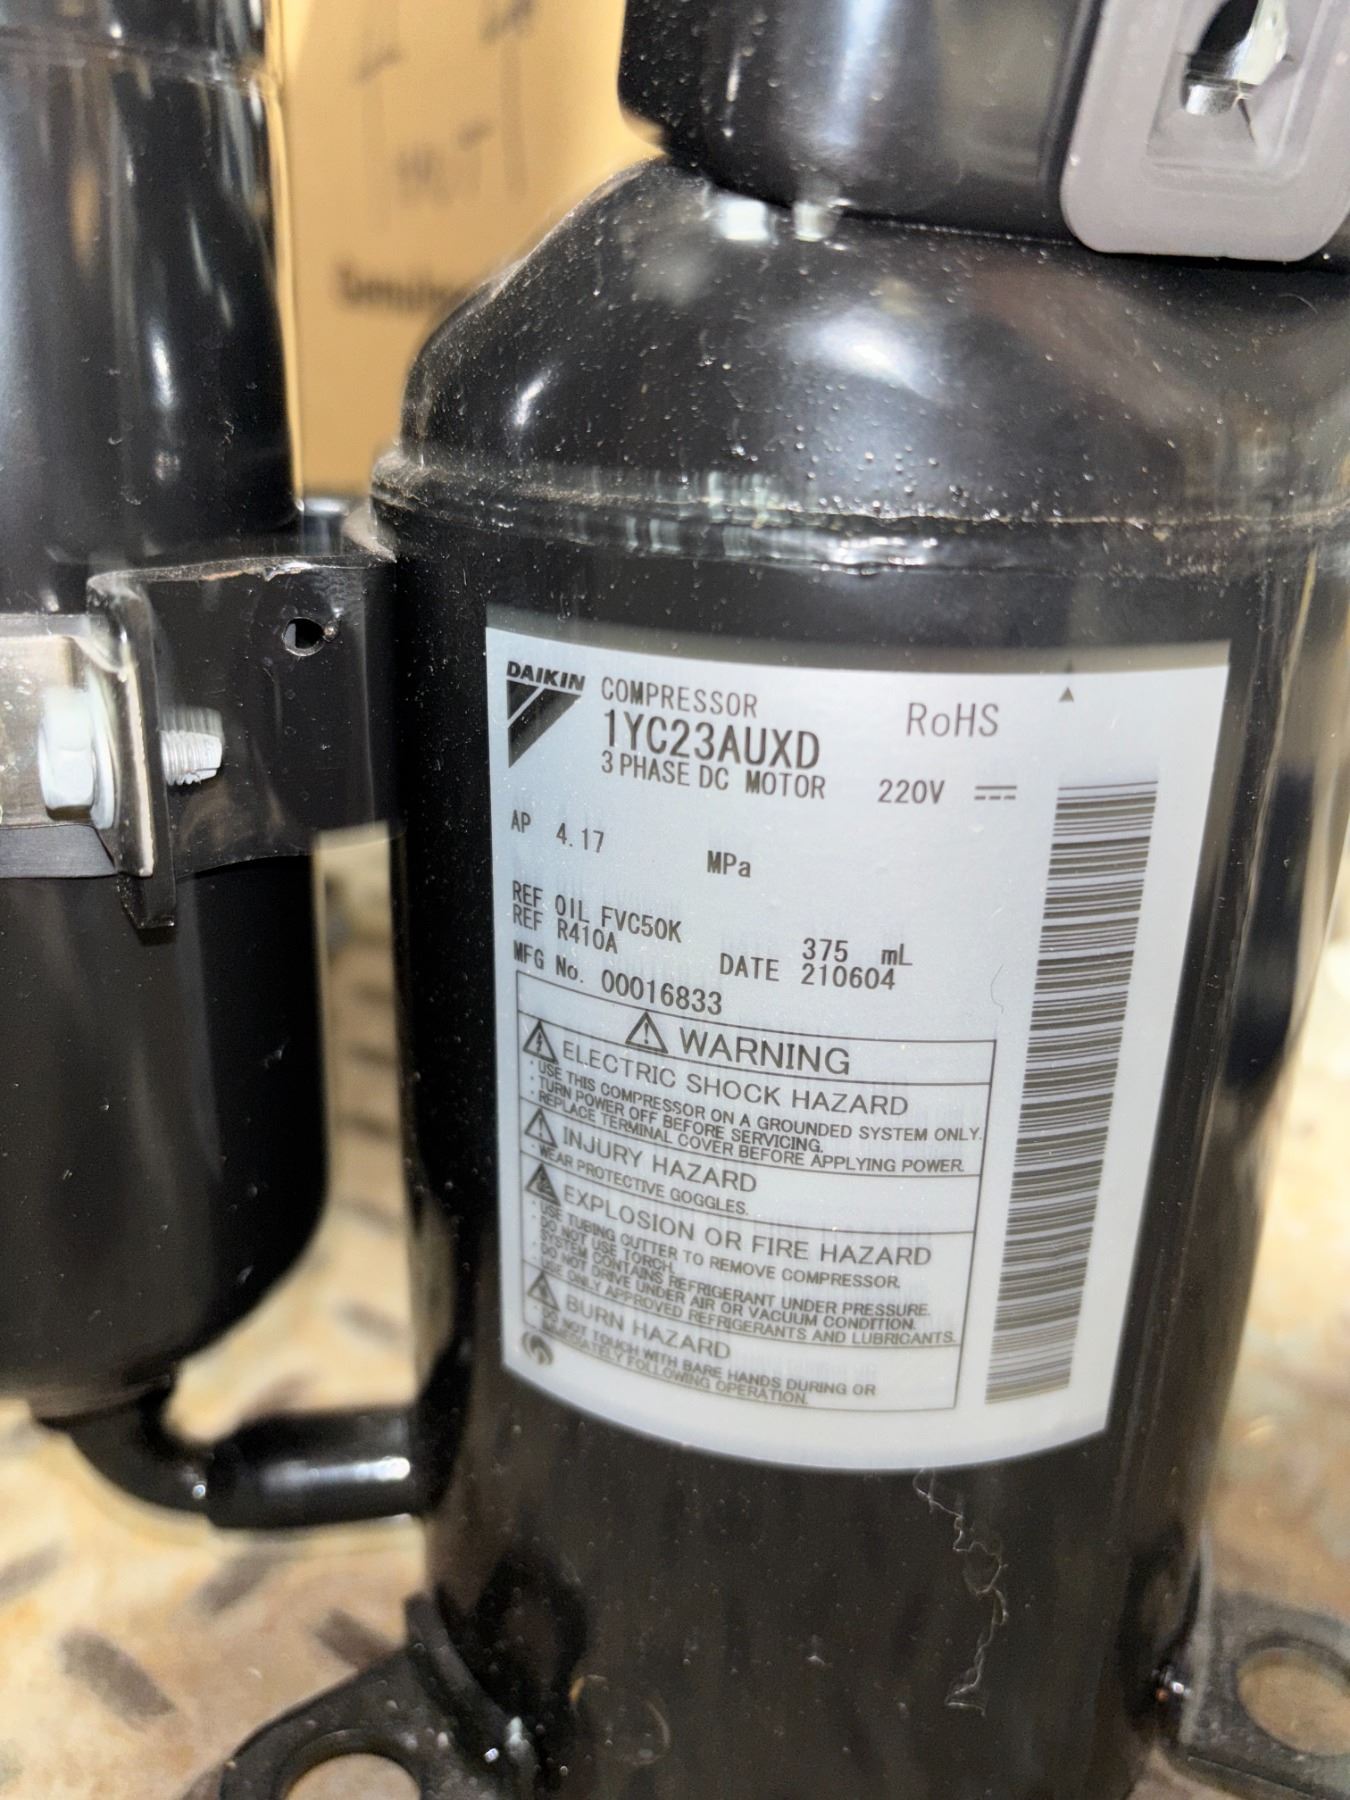 DAIKIN
COMPRESSOR
RoHS
1YC23AUXD
3 PHASE DC MOTOR 220V
AP 4.17 MPa
REF OIL FVC50K 375 mL
REF R410A DATE 210604
MFG No. 00016833
WARNING
ELECTRIC SHOCK HAZARD
· USE THIS COMPRESSOR ON A GROUNDED SYSTEM ONLY.
· TURN POWER OFF BEFORE SERVICING.
· REPLACE TERMINAL COVER BEFORE APPLYING POWER.
INJURY HAZARD
· WEAR PROTECTIVE GOGGLES.
EXPLOSION OR FIRE HAZARD
· USE TUBING CUTTER TO REMOVE COMPRESSOR.
· DO NOT USE TORCH.
· SYSTEM CONTAINS REFRIGERANT UNDER PRESSURE.
· DO NOT DRIVE UNDER AIR OR VACUUM CONDITION.
· USE ONLY APPROVED REFRIGERANTS AND LUBRICANTS.
BURN HAZARD
· DO NOT TOUCH WITH BARE HANDS DURING OR
IMMEDIATELY FOLLOWING OPERATION.